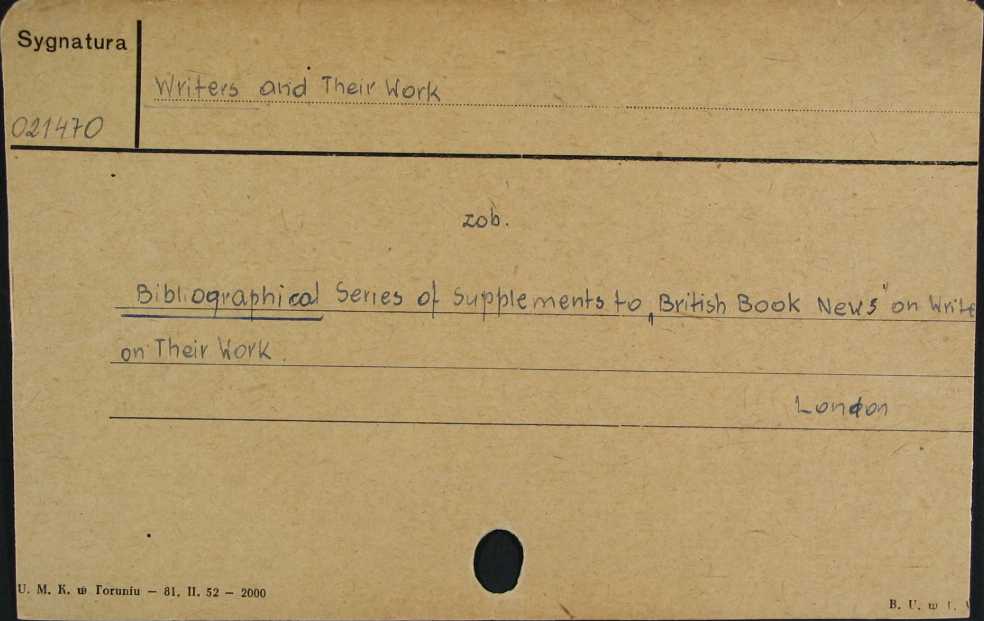 Sygnatura
Writers and Their Work
021470
zob.
Bibliographical Series of Supplements to „British Book News" on Write
on Their Work.
London
U. M. K. w Toruniu — 81. II. 52 — 2000
B. U. w